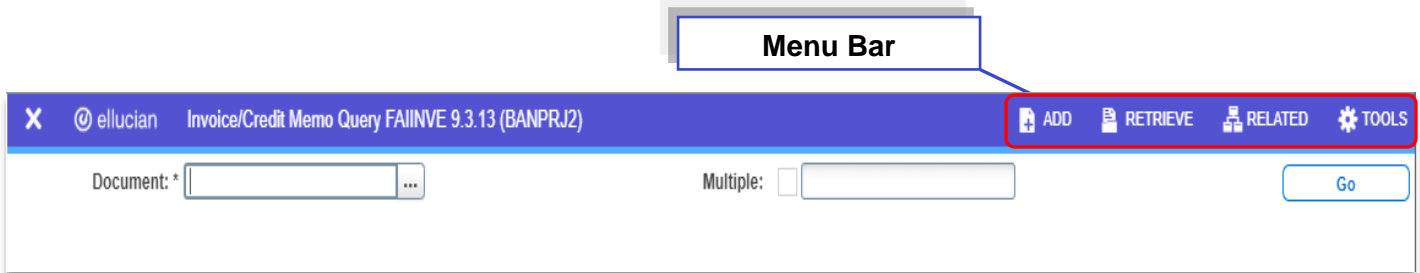 Menu Bar
X ellucian Invoice/Credit Memo Query FAIINVE 9.3.13 (BANPRJ2) ADD RETRIEVE RELATED TOOLS
Document: * ... Multiple: Go